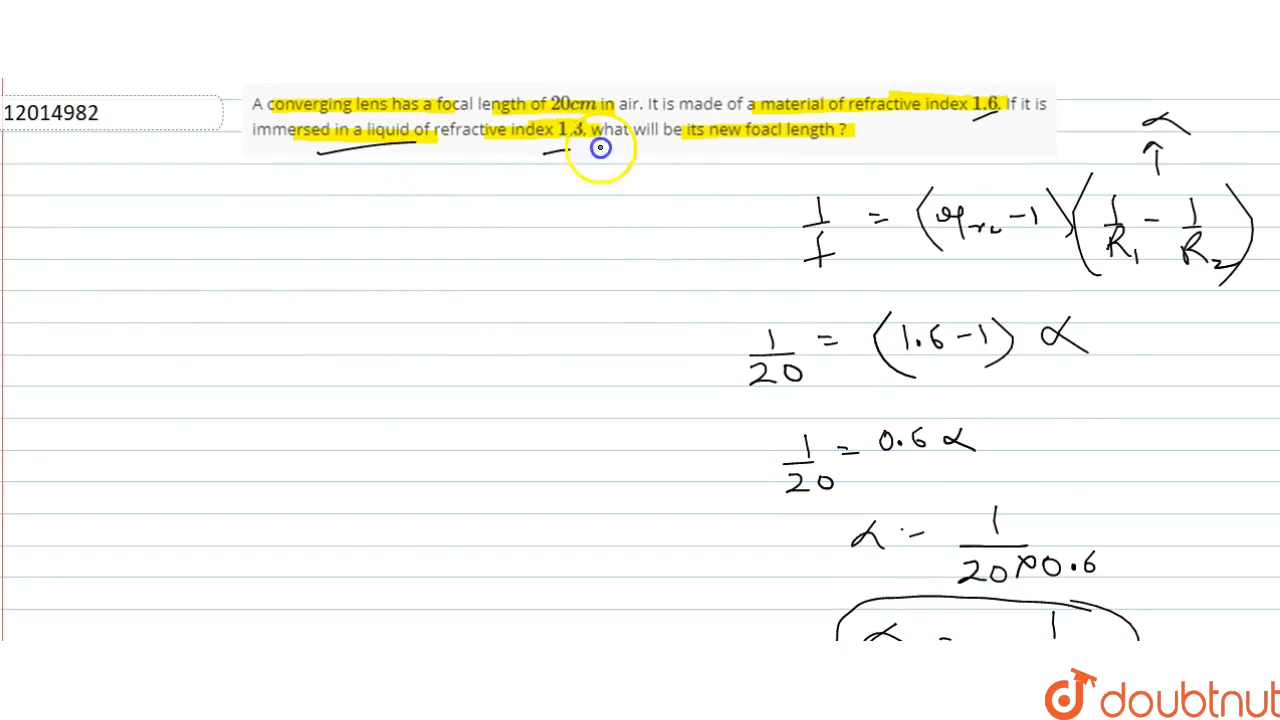 12014982
A converging lens has a focal length of 20cm in air. It is made of a material of refractive index 1.6. If it is
immersed in a liquid of refractive index 1.3, what will be its new foacl length ?
α
↑
1/f = ( -1)(1/R₁ - 1/R₂)
1/20 = (1.6-1) α
1/20 = 0.6 α
α = 1/20×0.6
α = 1
doubtnut